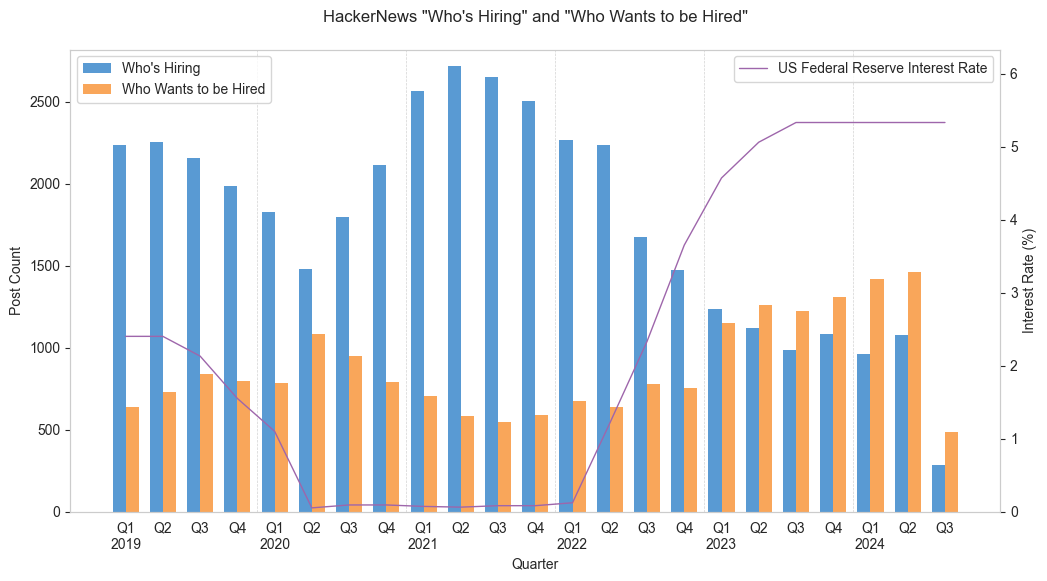 HackerNews "Who's Hiring" and "Who Wants to be Hired"
Who's Hiring
Who Wants to be Hired
US Federal Reserve Interest Rate
Post Count
2500
2000
1500
1000
500
0
6
5
4
3
2
1
0
Interest Rate (%)
Q1 Q2 Q3 Q4 Q1 Q2 Q3 Q4 Q1 Q2 Q3 Q4 Q1 Q2 Q3 Q4 Q1 Q2 Q3 Q4 Q1 Q2 Q3
2019 2020 2021 2022 2023 2024
Quarter